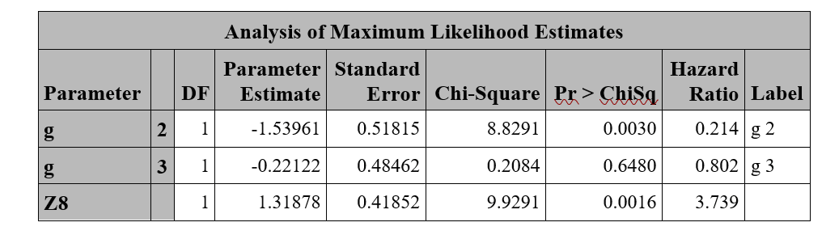 Analysis of Maximum Likelihood Estimates
Parameter DF Parameter Estimate Standard Error Chi-Square Pr > ChiSq Hazard Ratio Label
g 2 1 -1.53961 0.51815 8.8291 0.0030 0.214 g 2
g 3 1 -0.22122 0.48462 0.2084 0.6480 0.802 g 3
Z8 1 1.31878 0.41852 9.9291 0.0016 3.739